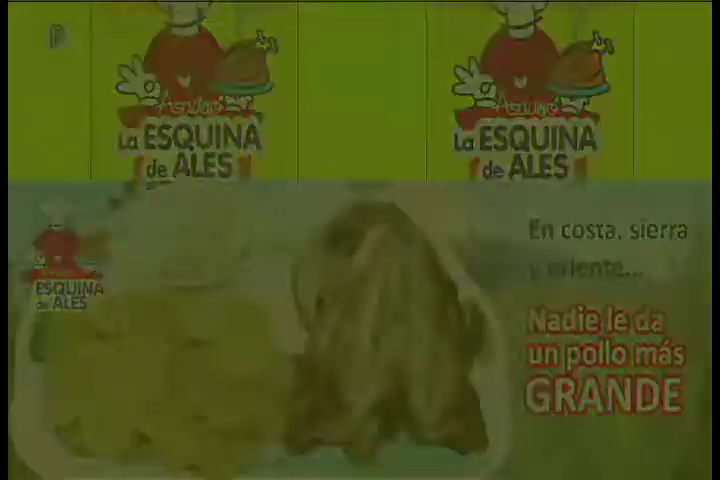 Asadero
La ESQUINA
de ALES
Asadero
La ESQUINA
de ALES
ESQUINA
de ALES
En costa, sierra
y oriente...
Nadie le da
un pollo más
GRANDE